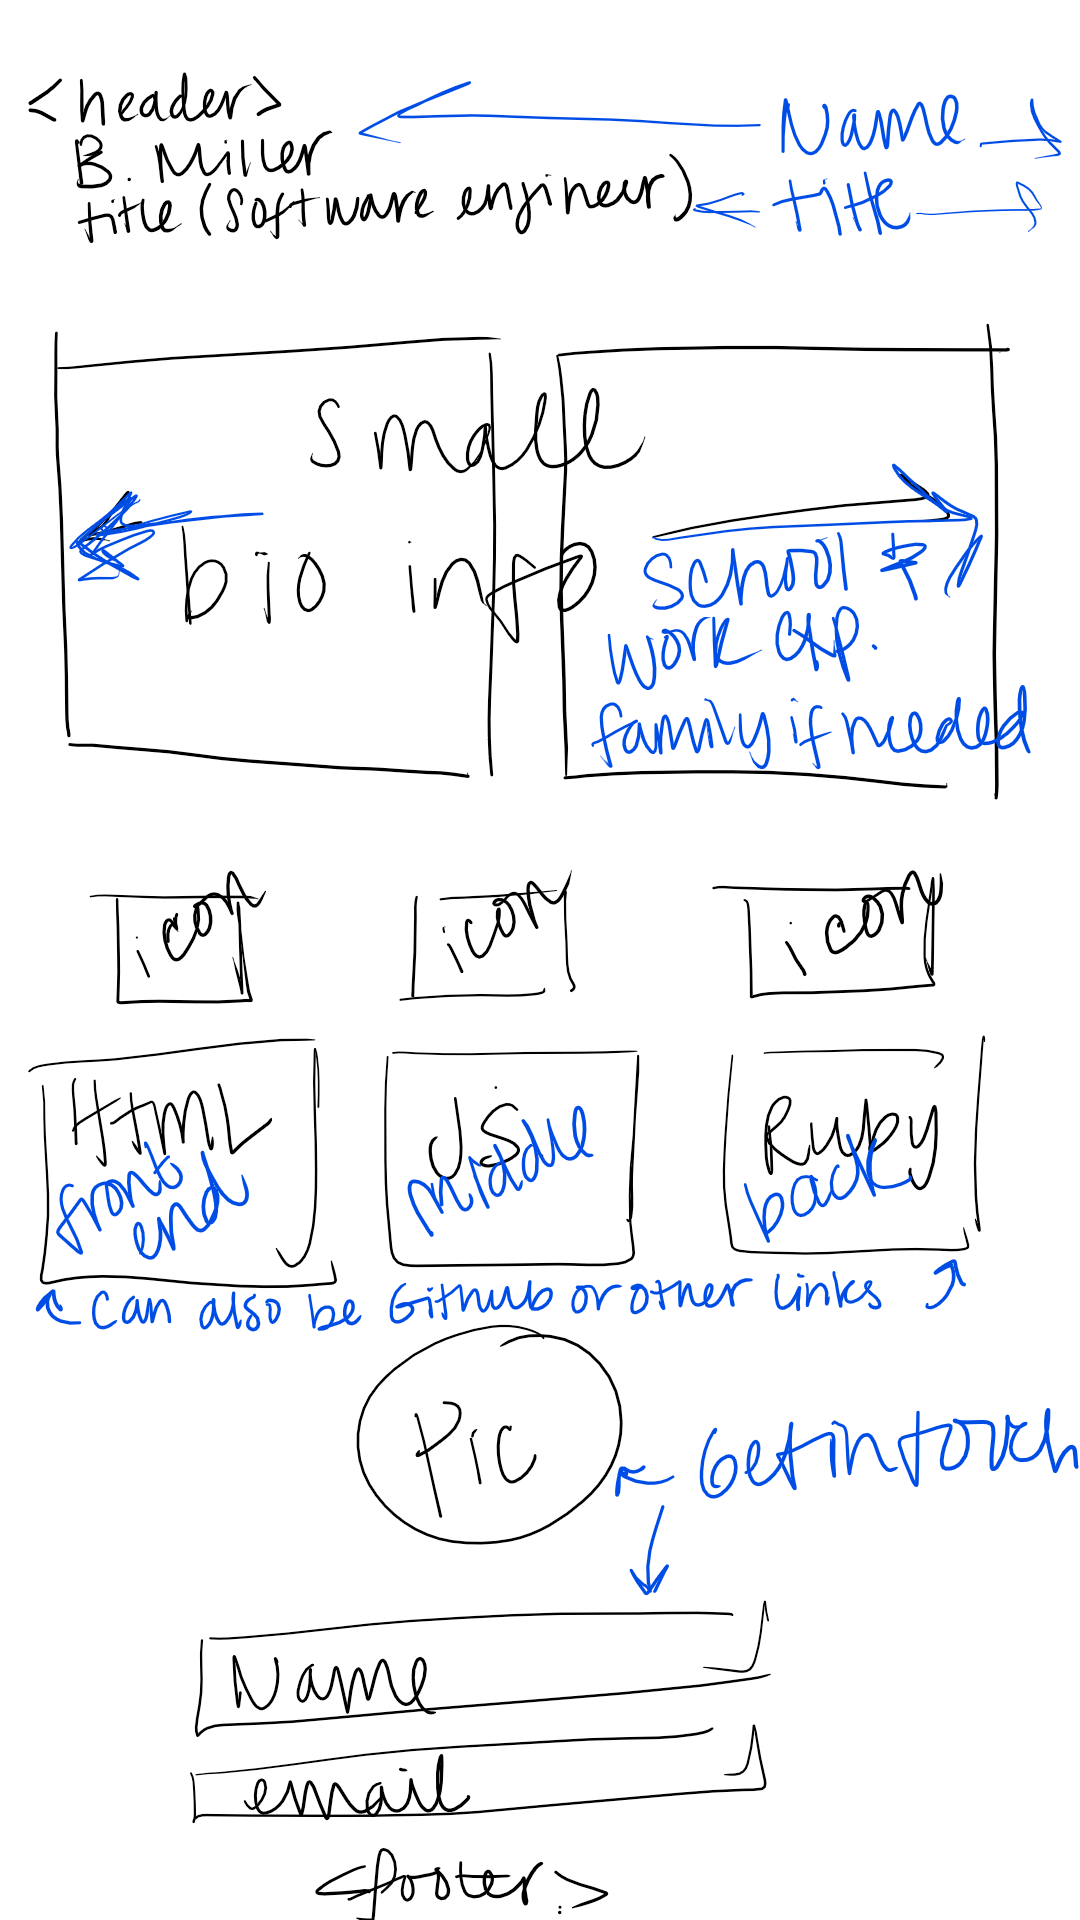 <header>
B. Miller
Name
title (Software engineer)
title
Small
bio info
School &
work exp.
family if needed
icon
icon
icon
HTML
front
end
JS
middle
Ruby
back
Can also be Github or other links
Pic
Get in touch
Name
email
<footer>